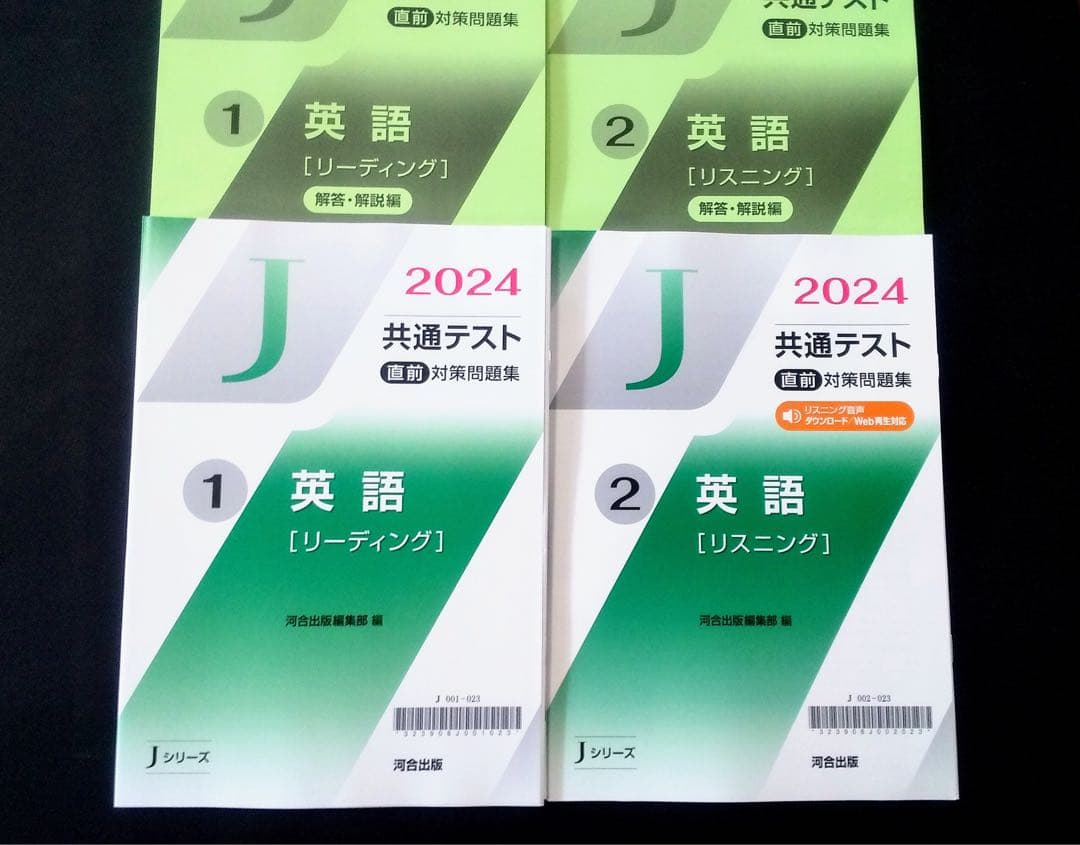 J
直前 対策問題集
1
英語
[リーディング]
解答・解説編
J
共通テスト
直前 対策問題集
2
英語
[リスニング]
解答・解説編
J
2024
共通テスト
直前 対策問題集
1
英語
[リーディング]
河合出版編集部 編
J 001-023
Jシリーズ
河合出版
J
2024
共通テスト
直前 対策問題集
リスニング音声
ダウンロード/Web再生対応
2
英語
[リスニング]
河合出版編集部 編
J 002-023
Jシリーズ
河合出版